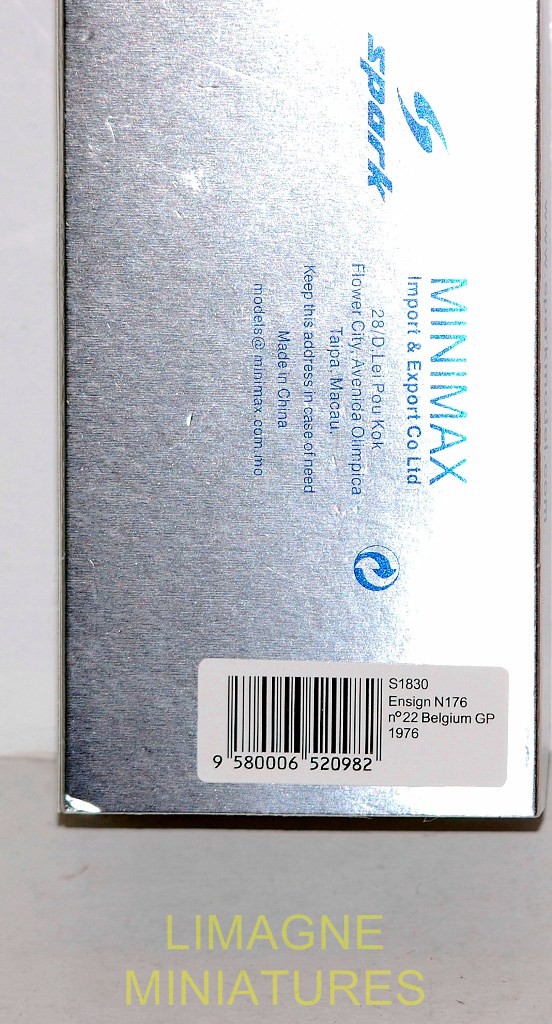 spark
MINIMAX
Import & Export Co Ltd
28/D,Lei Pou Kok
Flower City, Avenida Olimpica
Taipa, Macau.
Keep this address in case of need
Made in China
models@minimax.com.mo
S1830
Ensign N176
nº22 Belgium GP
1976
9 580006 520982
LIMAGNE
MINIATURES